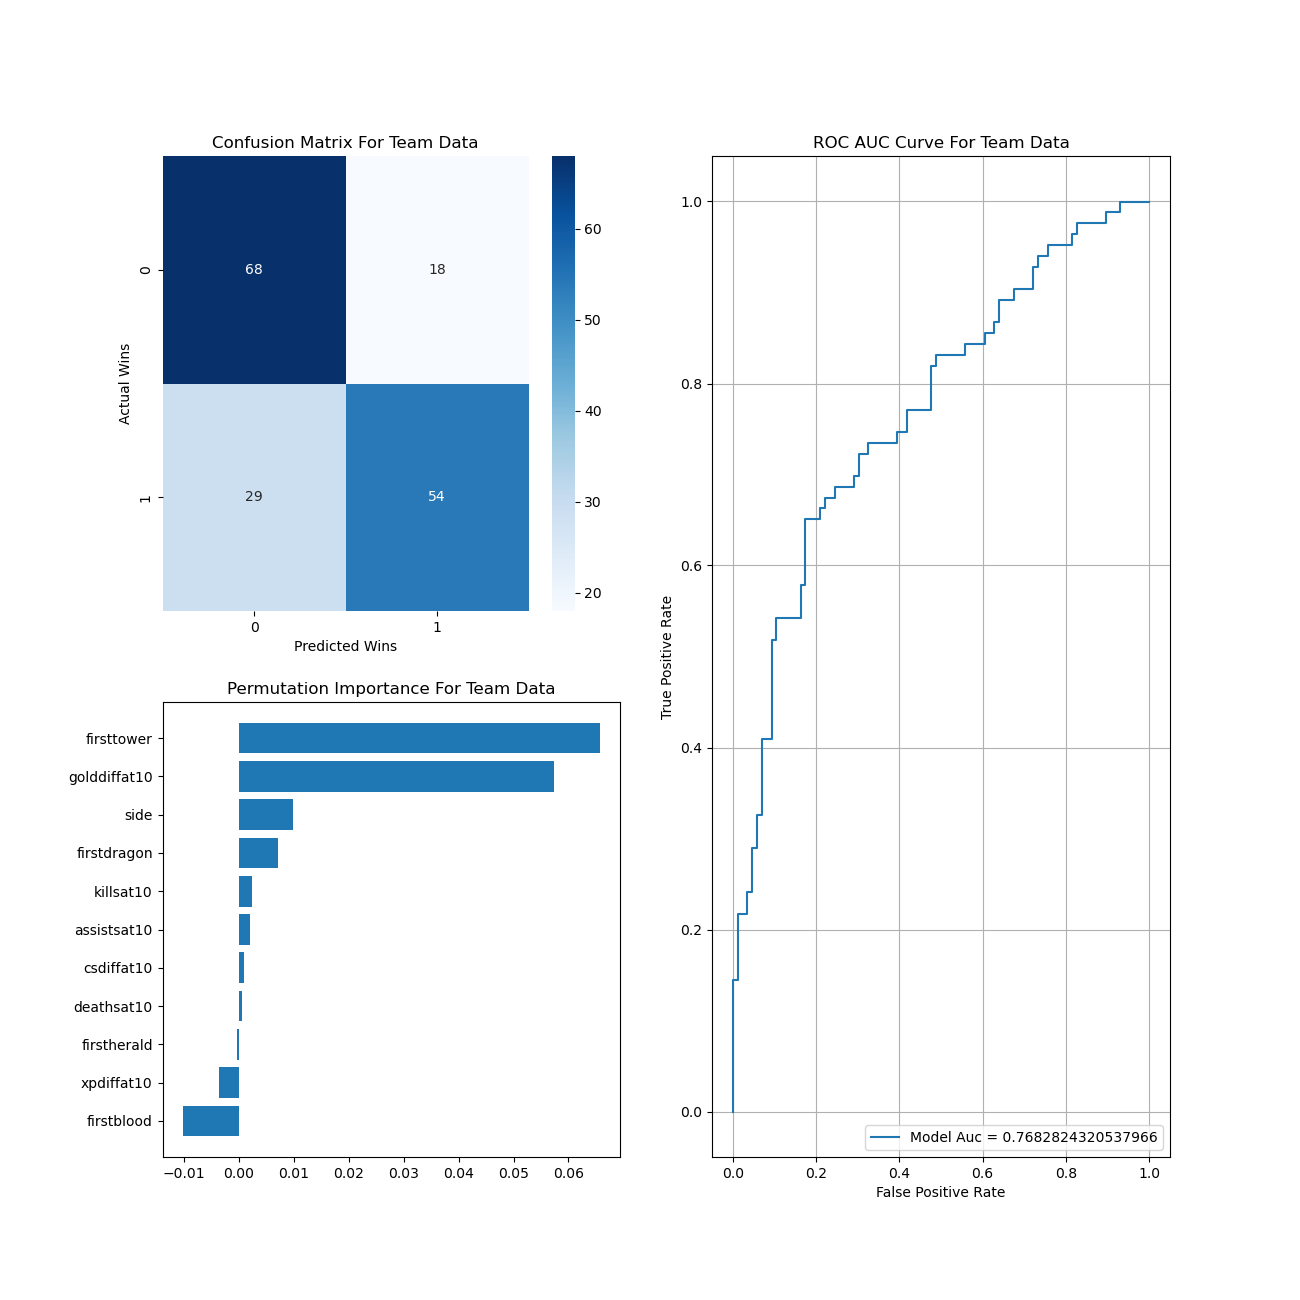 Confusion Matrix For Team Data
68
18
29
54
0
1
Actual Wins
0
1
Predicted Wins
60
50
40
30
20
Permutation Importance For Team Data
firsttower
golddiffat10
side
firstdragon
killsat10
assistsat10
csdiffat10
deathsat10
firstherald
xpdiffat10
firstblood
−0.01 0.00 0.01 0.02 0.03 0.04 0.05 0.06
ROC AUC Curve For Team Data
1.0
0.8
0.6
0.4
0.2
0.0
True Positive Rate
Model Auc = 0.7682824320537966
0.0 0.2 0.4 0.6 0.8 1.0
False Positive Rate